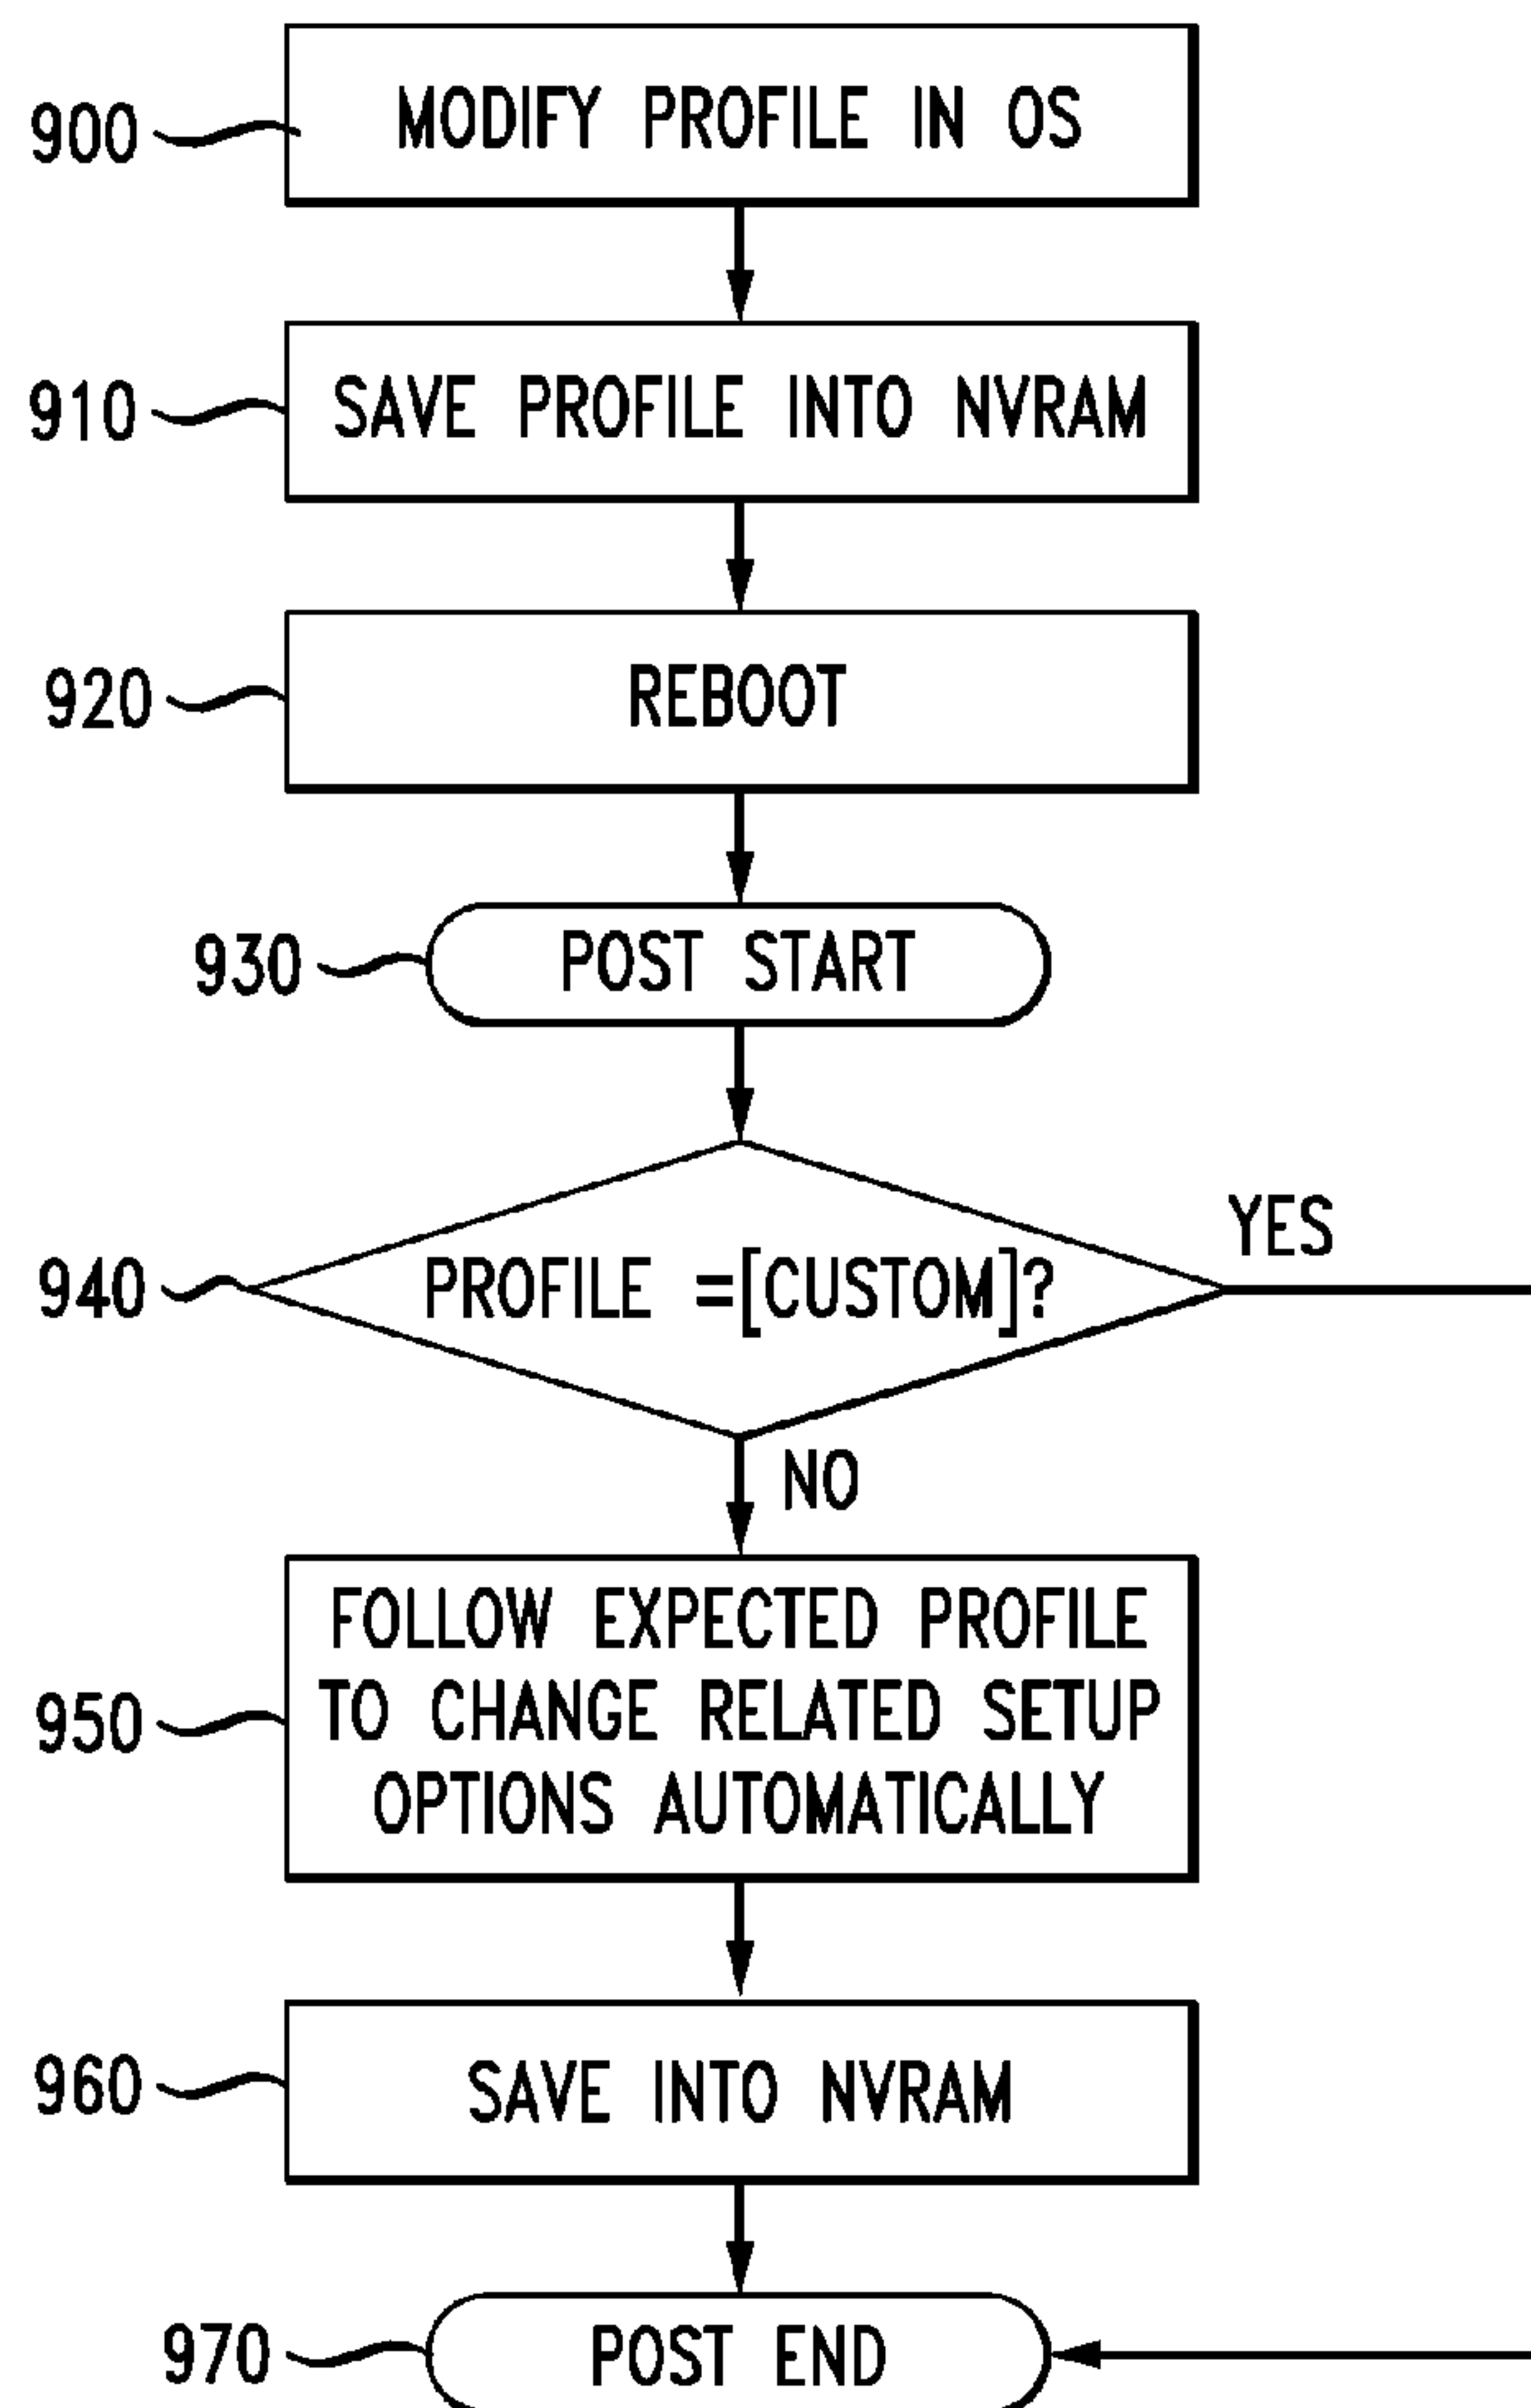 900
MODIFY PROFILE IN OS
910
SAVE PROFILE INTO NVRAM
920
REBOOT
930
POST START
940
PROFILE =[CUSTOM]?
YES
NO
950
FOLLOW EXPECTED PROFILE
TO CHANGE RELATED SETUP
OPTIONS AUTOMATICALLY
960
SAVE INTO NVRAM
970
POST END